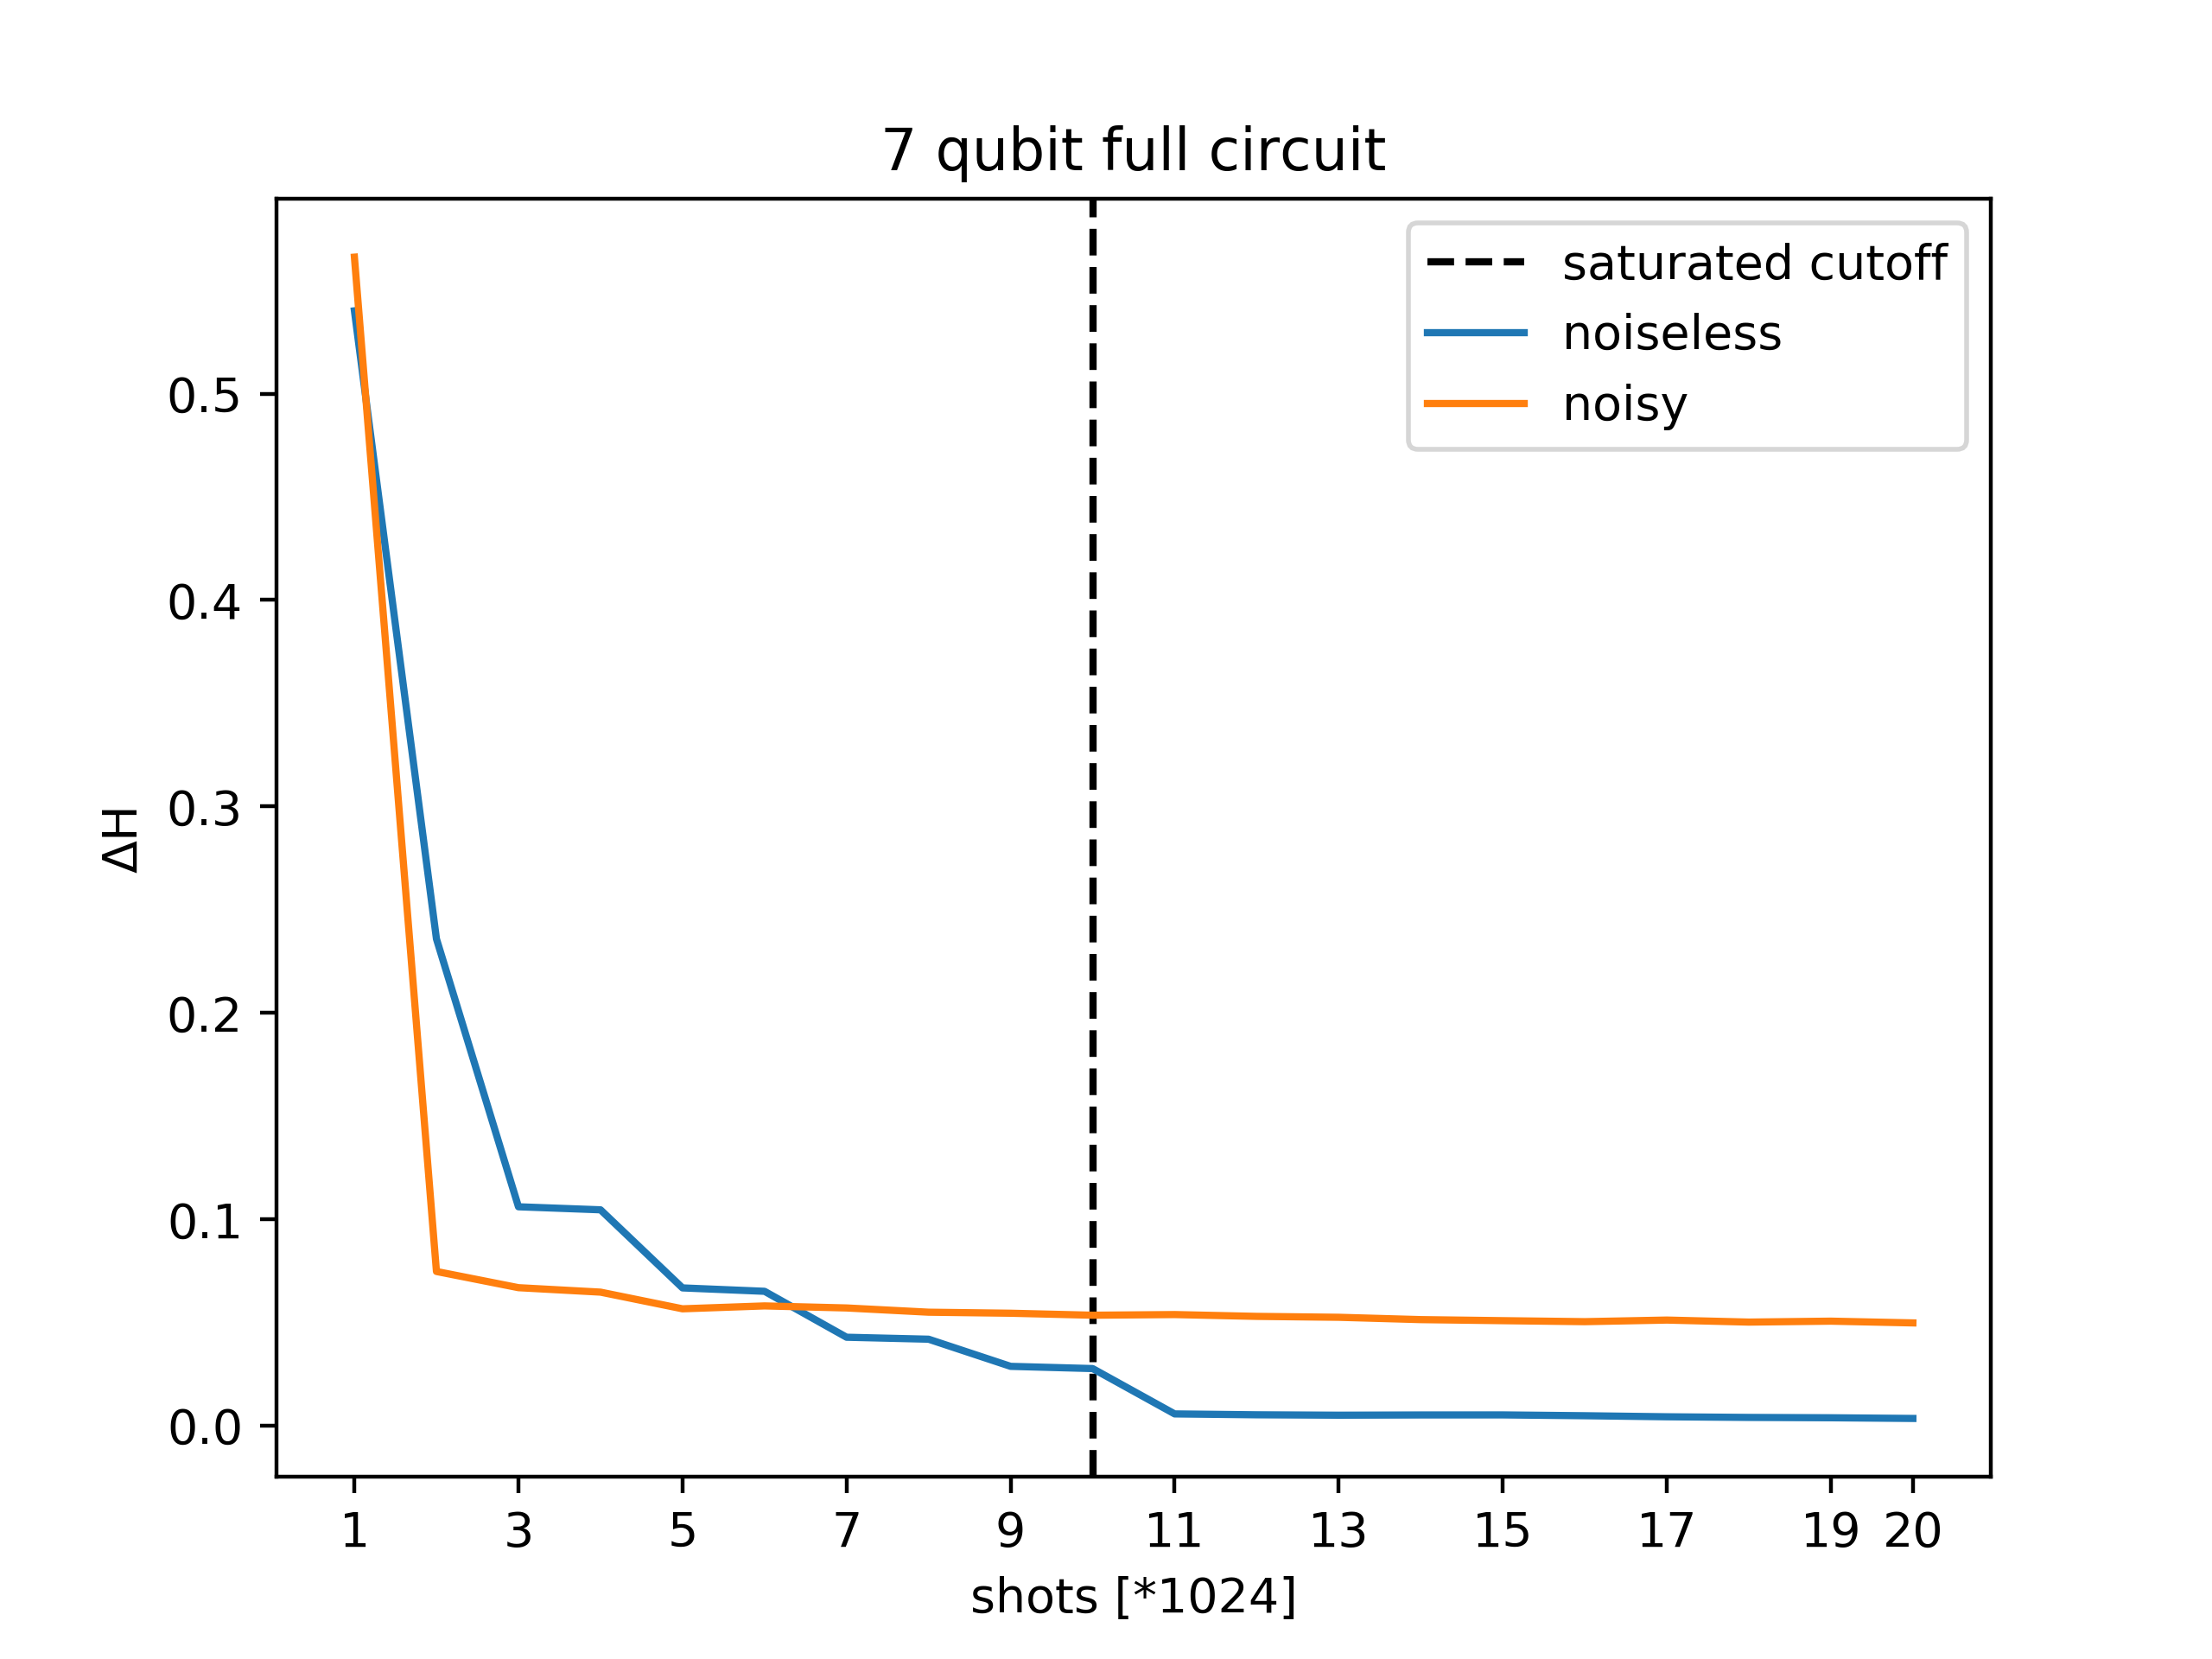 7 qubit full circuit
saturated cutoff
noiseless
noisy
0.5
0.4
0.3
0.2
0.1
0.0
ΔH
1 3 5 7 9 11 13 15 17 19 20
shots [*1024]